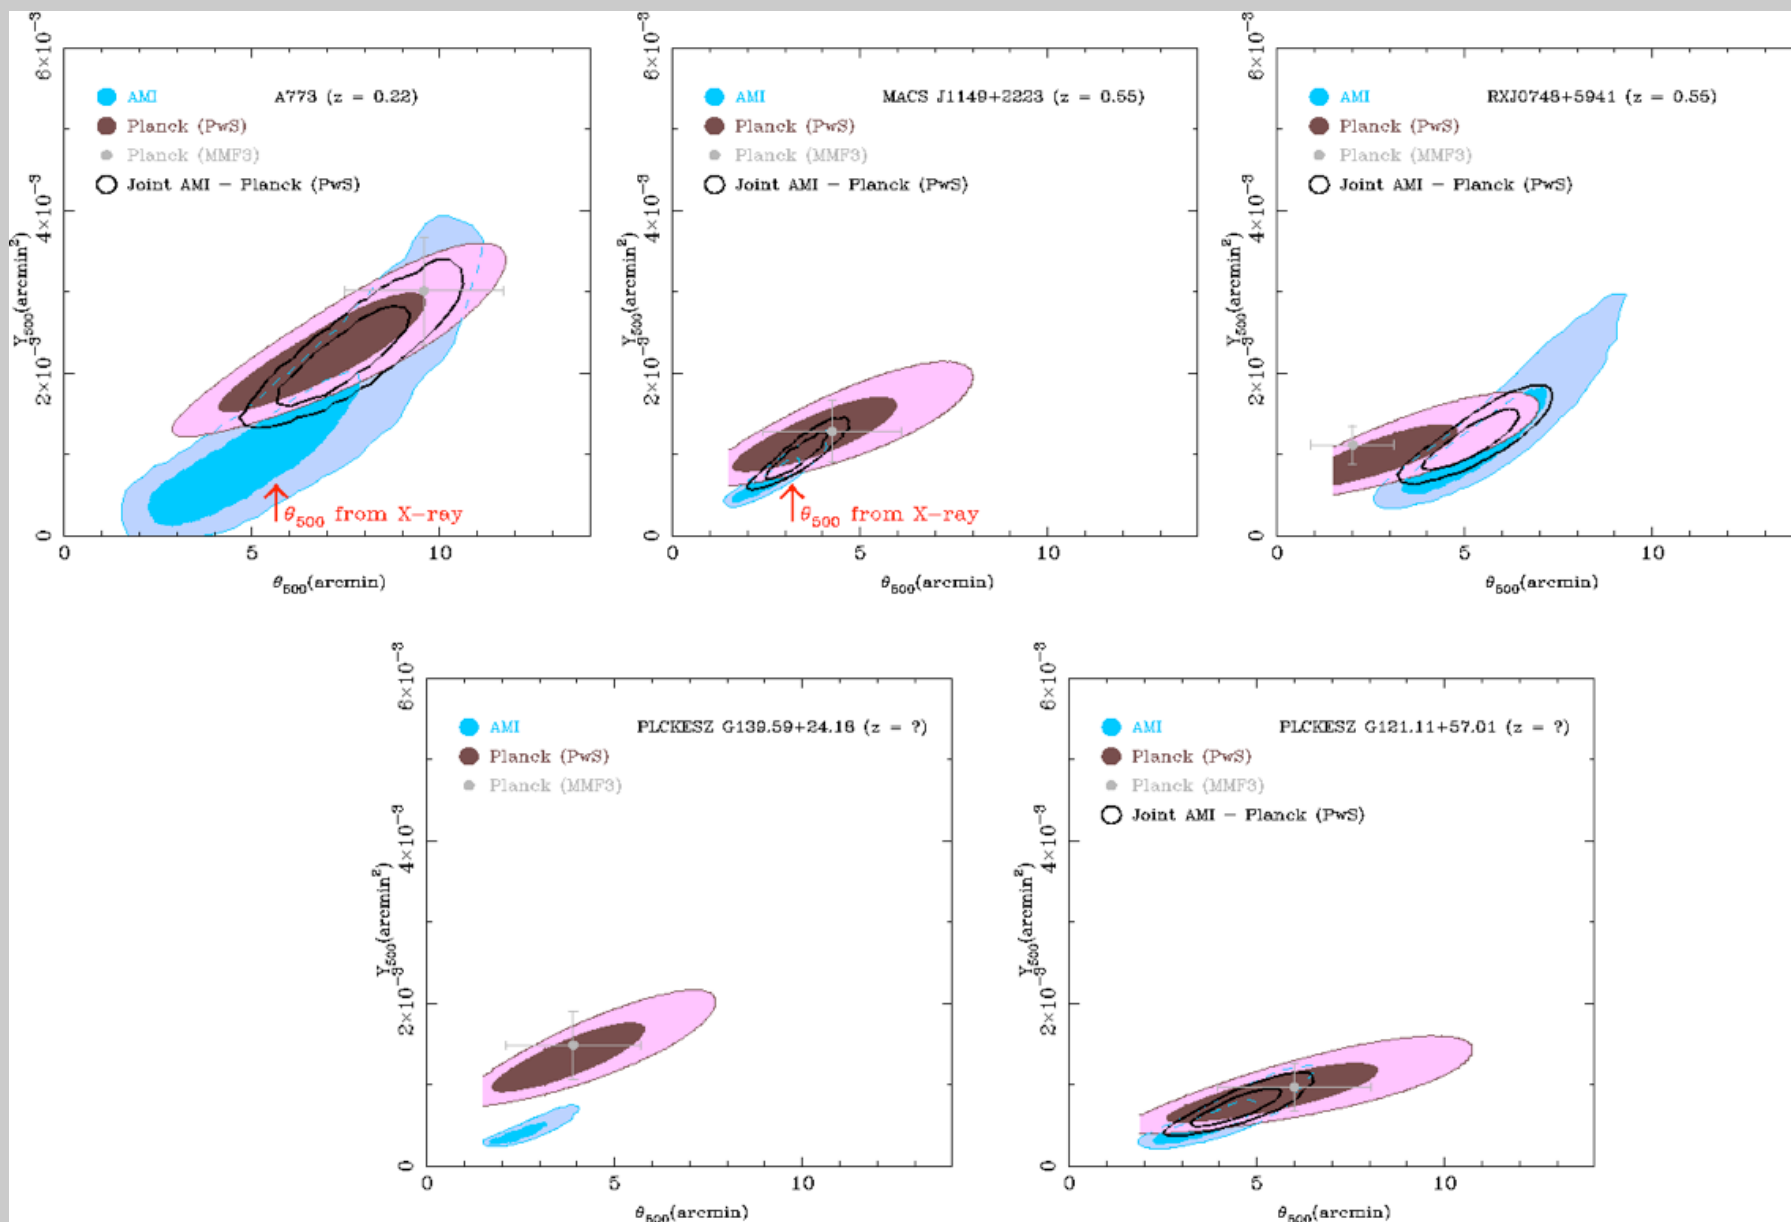 6×10⁻³
4×10⁻³
2×10⁻³
0
Y₅₀₀(arcmin²)
AMI
A773 (z = 0.22)
Planck (PwS)
Planck (MMF3)
Joint AMI – Planck (PwS)
θ₅₀₀ from X-ray
0 5 10
θ₅₀₀(arcmin)
6×10⁻³
4×10⁻³
2×10⁻³
0
Y₅₀₀(arcmin²)
AMI
MACS J1149+2223 (z = 0.55)
Planck (PwS)
Planck (MMF3)
Joint AMI – Planck (PwS)
θ₅₀₀ from X-ray
0 5 10
θ₅₀₀(arcmin)
6×10⁻³
4×10⁻³
2×10⁻³
0
Y₅₀₀(arcmin²)
AMI
RXJ0748+5941 (z = 0.55)
Planck (PwS)
Planck (MMF3)
Joint AMI – Planck (PwS)
0 5 10
θ₅₀₀(arcmin)
6×10⁻³
4×10⁻³
2×10⁻³
0
Y₅₀₀(arcmin²)
AMI
PLCKESZ G139.59+24.18 (z = ?)
Planck (PwS)
Planck (MMF3)
0 5 10
θ₅₀₀(arcmin)
6×10⁻³
4×10⁻³
2×10⁻³
0
Y₅₀₀(arcmin²)
AMI
PLCKESZ G121.11+57.01 (z = ?)
Planck (PwS)
Planck (MMF3)
Joint AMI – Planck (PwS)
0 5 10
θ₅₀₀(arcmin)